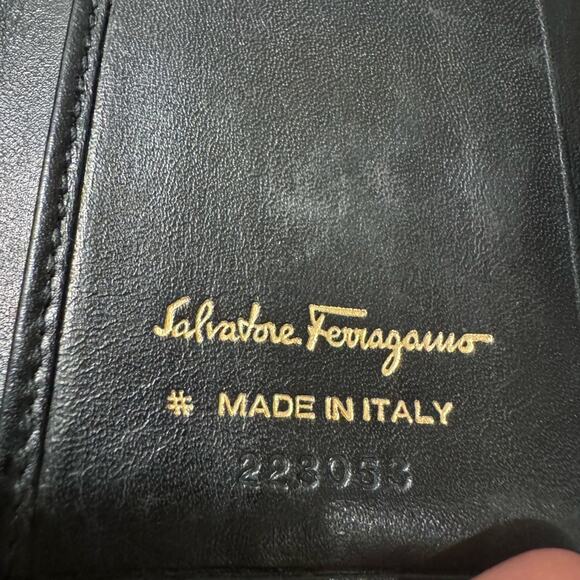 Salvatore Ferragamo
⁜ MADE IN ITALY
223053